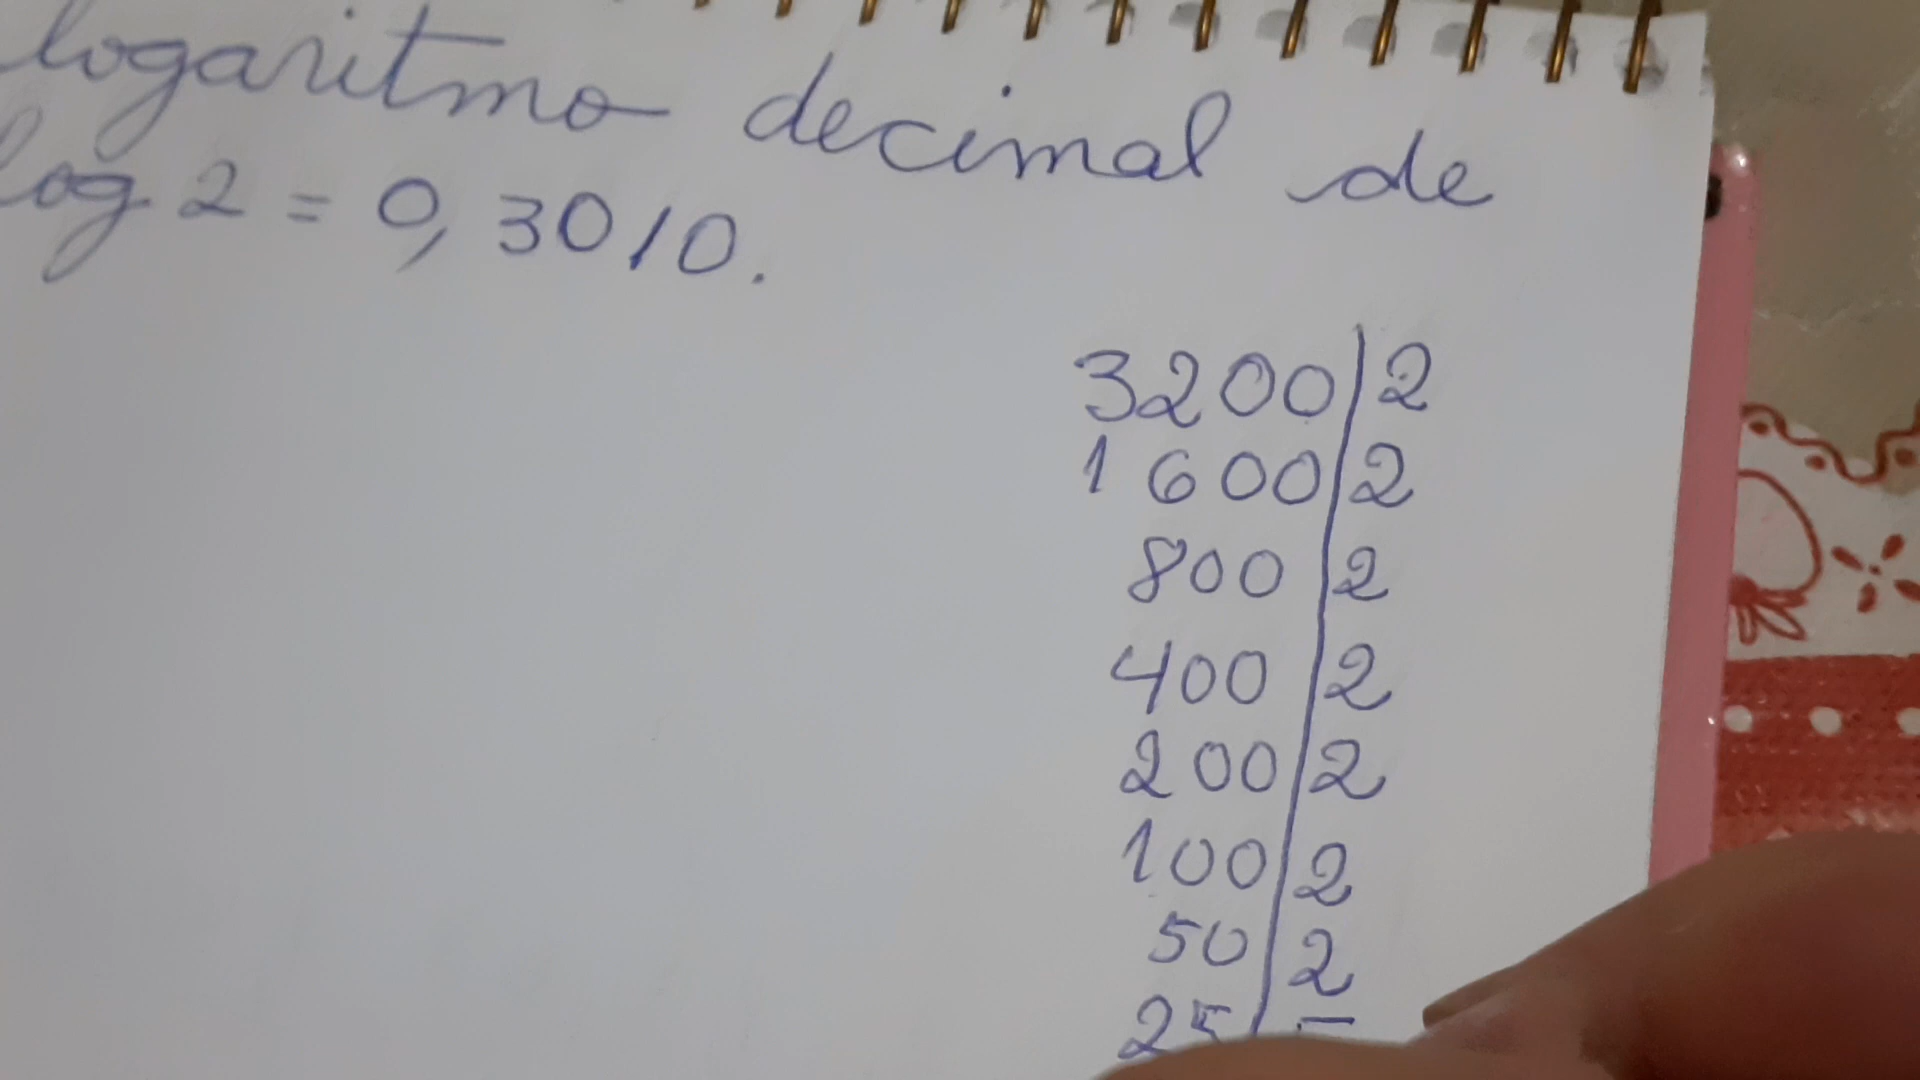 logaritmo decimal de
log 2 = 0,3010.
3200 | 2
1600 | 2
800 | 2
400 | 2
200 | 2
100 | 2
50 | 2
25 |